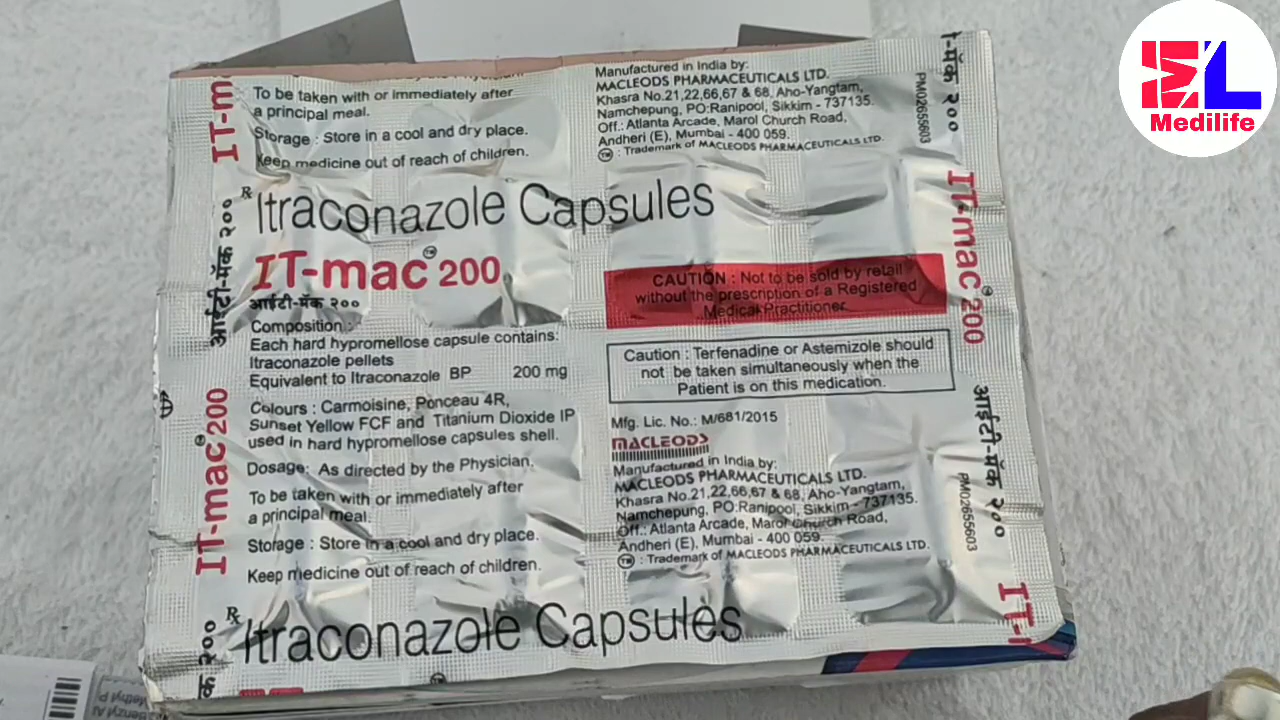 EL
Medilife
IT-m
To be taken with or immediately after
a principal meal.
Storage : Store in a cool and dry place.
Keep medicine out of reach of children.
Manufactured in India by:
MACLEODS PHARMACEUTICALS LTD.
Khasra No.21,22,66,67 & 68, Aho-Yangtam,
Namchepung, PO:Ranipool, Sikkim - 737135.
Off.: Atlanta Arcade, Marol Church Road,
Andheri (E), Mumbai - 400 059.
TM : Trademark of MACLEODS PHARMACEUTICALS LTD.
PM02655603
-मॅक २००
Rx Itraconazole Capsules
IT-mac TM 200
आईटी-मॅक २००
Composition :
Each hard hypromellose capsule contains:
Itraconazole pellets
Equivalent to Itraconazole BP 200 mg
Colours : Carmoisine, Ponceau 4R,
Sunset Yellow FCF and Titanium Dioxide IP
used in hard hypromellose capsules shell.
Dosage: As directed by the Physician.
To be taken with or immediately after
a principal meal.
Storage : Store in a cool and dry place.
Keep medicine out of reach of children.
CAUTION : Not to be sold by retail
without the prescription of a Registered
Medical Practitioner.
Caution : Terfenadine or Astemizole should
not be taken simultaneously when the
Patient is on this medication.
Mfg. Lic. No.: M/681/2015
MACLEODS
Manufactured in India by:
MACLEODS PHARMACEUTICALS LTD.
Khasra No.21,22,66,67 & 68, Aho-Yangtam,
Namchepung, PO:Ranipool, Sikkim - 737135.
Off.: Atlanta Arcade, Marol Church Road,
Andheri (E), Mumbai - 400 059.
TM : Trademark of MACLEODS PHARMACEUTICALS LTD.
आईटी-मॅक २००
IT-mac TM 200
IT-mac TM 200
आईटी-मॅक २००
PM02655603
IT-
क २००
Rx Itraconazole Capsules